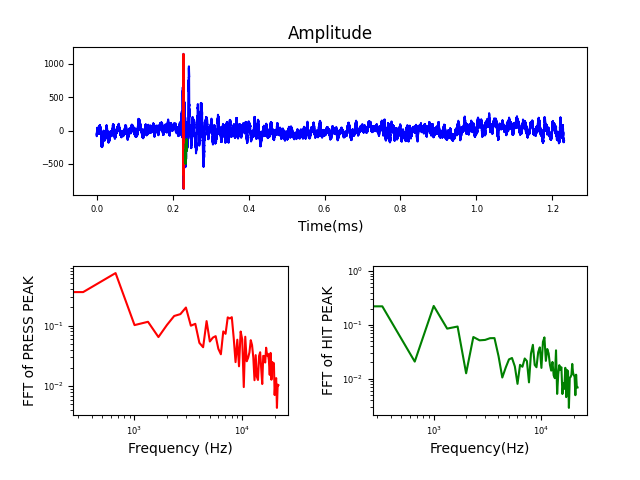 Amplitude
1000
500
0
−500
0.0 0.2 0.4 0.6 0.8 1.0 1.2
Time(ms)
FFT of PRESS PEAK
10⁻¹
10⁻²
10³ 10⁴
Frequency (Hz)
FFT of HIT PEAK
10⁰
10⁻¹
10⁻²
10³ 10⁴
Frequency(Hz)